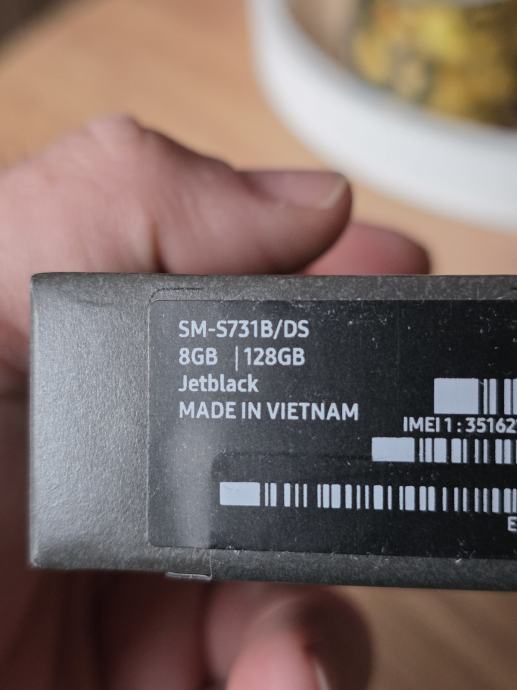 SM-S731B/DS
8GB | 128GB
Jetblack
MADE IN VIETNAM
IMEI 1 : 35162
E